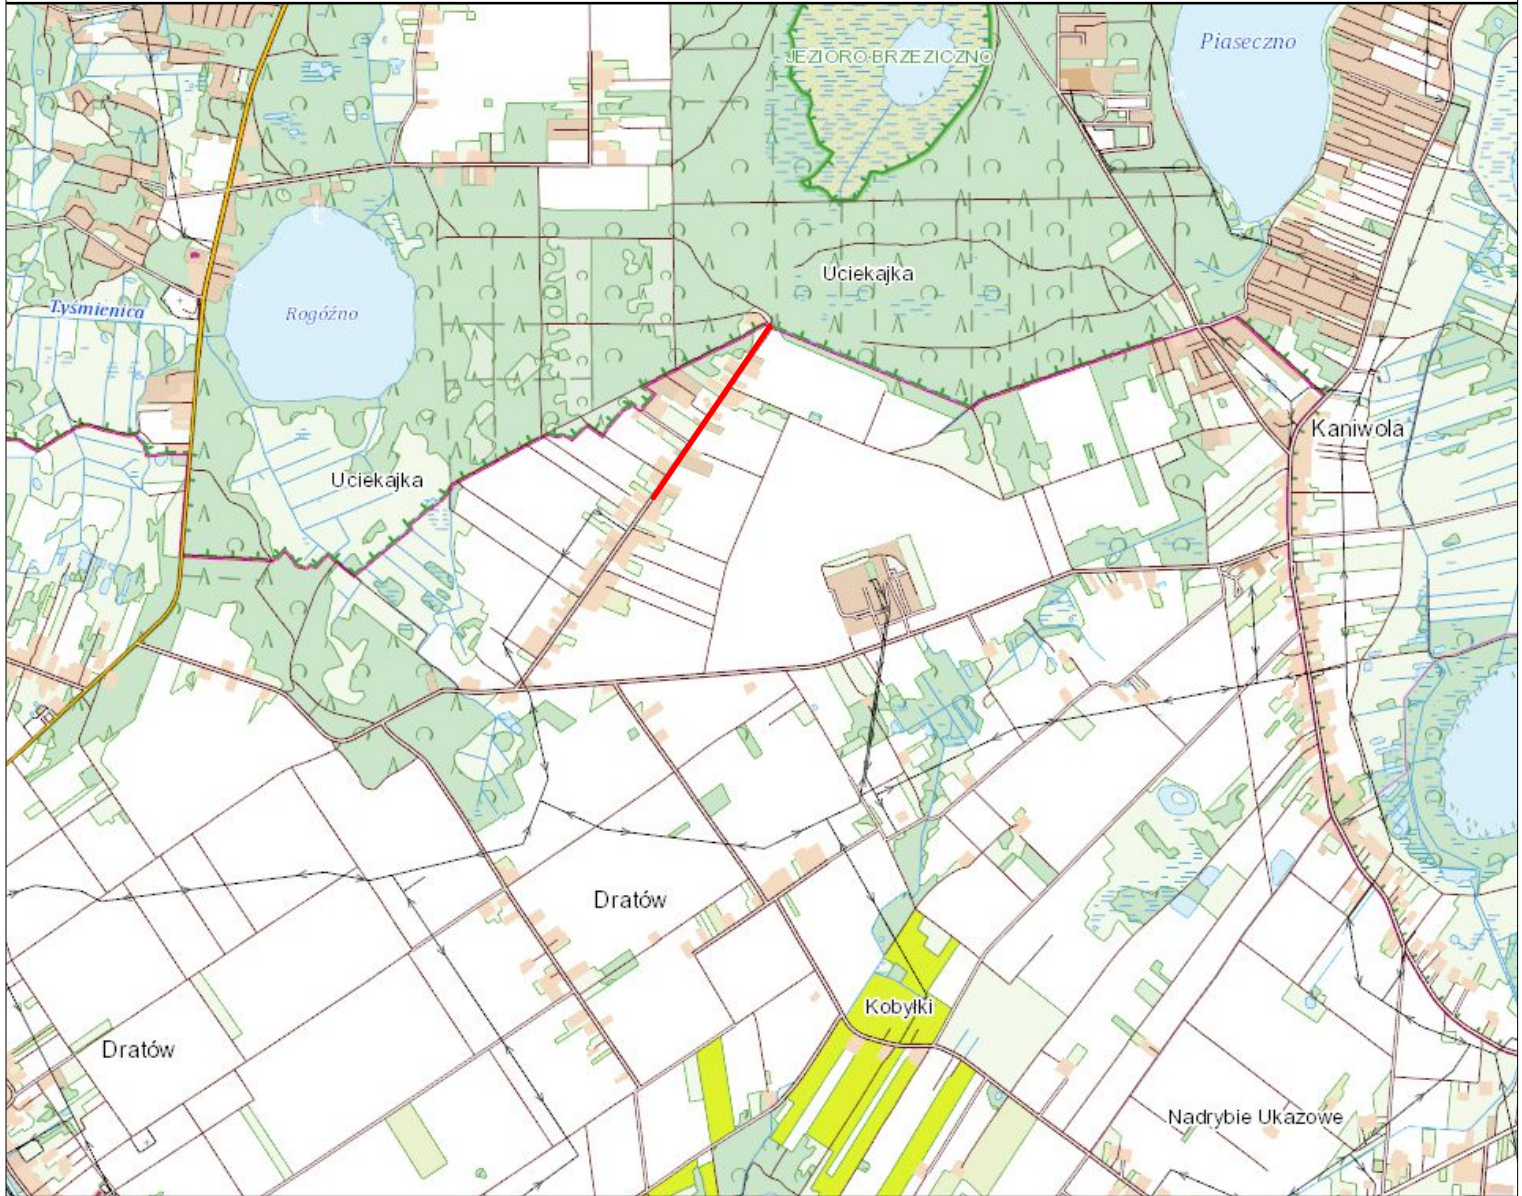 Piaseczno
JEZIORO BRZEZICZNO
Uciekajka
Tyśmienica
Rogóźno
Kaniwola
Uciekajka
Dratów
Kobyłki
Dratów
Nadrybie Ukazowe